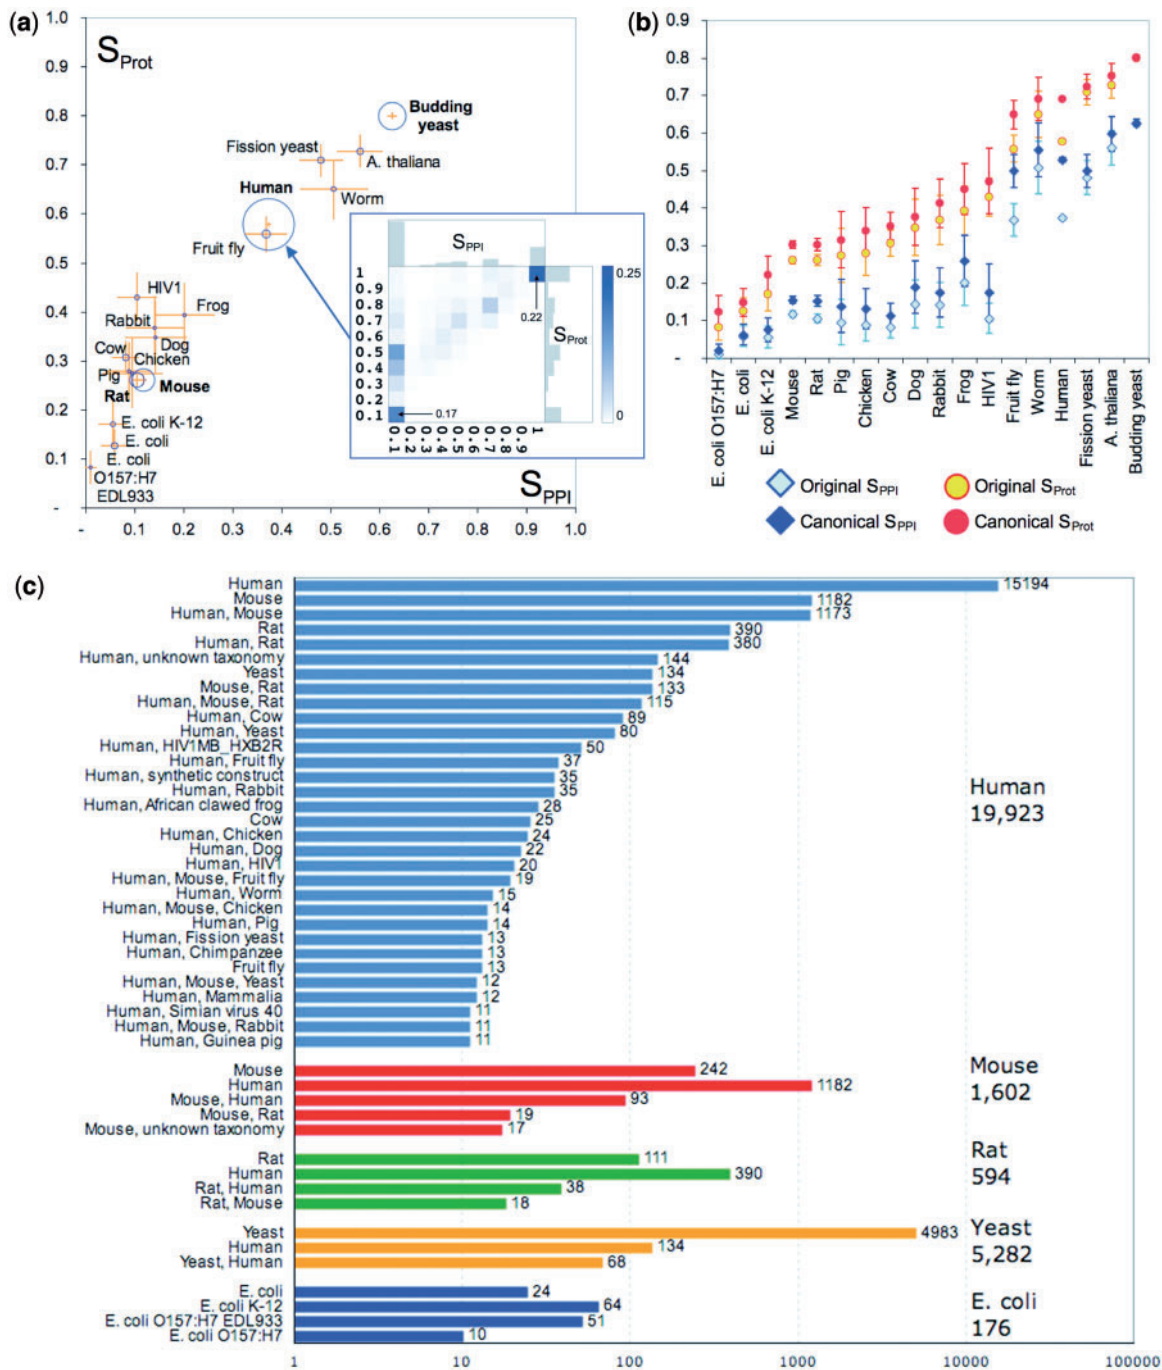 (a)
S_Prot
1.0
0.9
0.8
0.7
0.6
0.5
0.4
0.3
0.2
0.1
-
Budding
yeast
Fission yeast
A. thaliana
Human
Worm
Fruit fly
HIV1
Frog
Rabbit
Dog
Cow
Chicken
Pig
Mouse
Rat
E. coli K-12
E. coli
E. coli
O157:H7
EDL933
S_PPI
- 0.1 0.2 0.3 0.4 0.5 0.6 0.7 0.8 0.9 1.0
S_PPI
1
0.9
0.8
0.7
0.6
0.5
0.4
0.3
0.2
0.1
0.1 0.2 0.3 0.4 0.5 0.6 0.7 0.8 0.9 1
0.22
0.17
S_Prot
0.25
0
(b)
0.9
0.8
0.7
0.6
0.5
0.4
0.3
0.2
0.1
-
E. coli O157:H7
E. coli
E. coli K-12
Mouse
Rat
Pig
Chicken
Cow
Dog
Rabbit
Frog
HIV1
Fruit fly
Worm
Human
Fission yeast
A. thaliana
Budding yeast
Original S_PPI
Original S_Prot
Canonical S_PPI
Canonical S_Prot
(c)
Human 15194
Mouse 1182
Human, Mouse 1173
Rat 390
Human, Rat 380
Human, unknown taxonomy 144
Yeast 134
Mouse, Rat 133
Human, Mouse, Rat 115
Human, Cow 89
Human, Yeast 80
Human, HIV1MB_HXB2R 50
Human, Fruit fly 37
Human, synthetic construct 35
Human, Rabbit 35
Human, African clawed frog 28
Cow 25
Human, Chicken 24
Human, Dog 22
Human, HIV1 20
Human, Mouse, Fruit fly 19
Human, Worm 15
Human, Mouse, Chicken 14
Human, Pig 14
Human, Fission yeast 13
Human, Chimpanzee 13
Fruit fly 13
Human, Mouse, Yeast 12
Human, Mammalia 12
Human, Simian virus 40 11
Human, Mouse, Rabbit 11
Human, Guinea pig 11
Human
19,923
Mouse 242
Human 1182
Mouse, Human 93
Mouse, Rat 19
Mouse, unknown taxonomy 17
Mouse
1,602
Rat 111
Human 390
Rat, Human 38
Rat, Mouse 18
Rat
594
Yeast 4983
Human 134
Yeast, Human 68
Yeast
5,282
E. coli 24
E. coli K-12 64
E. coli O157:H7 EDL933 51
E. coli O157:H7 10
E. coli
176
1 10 100 1000 10000 100000